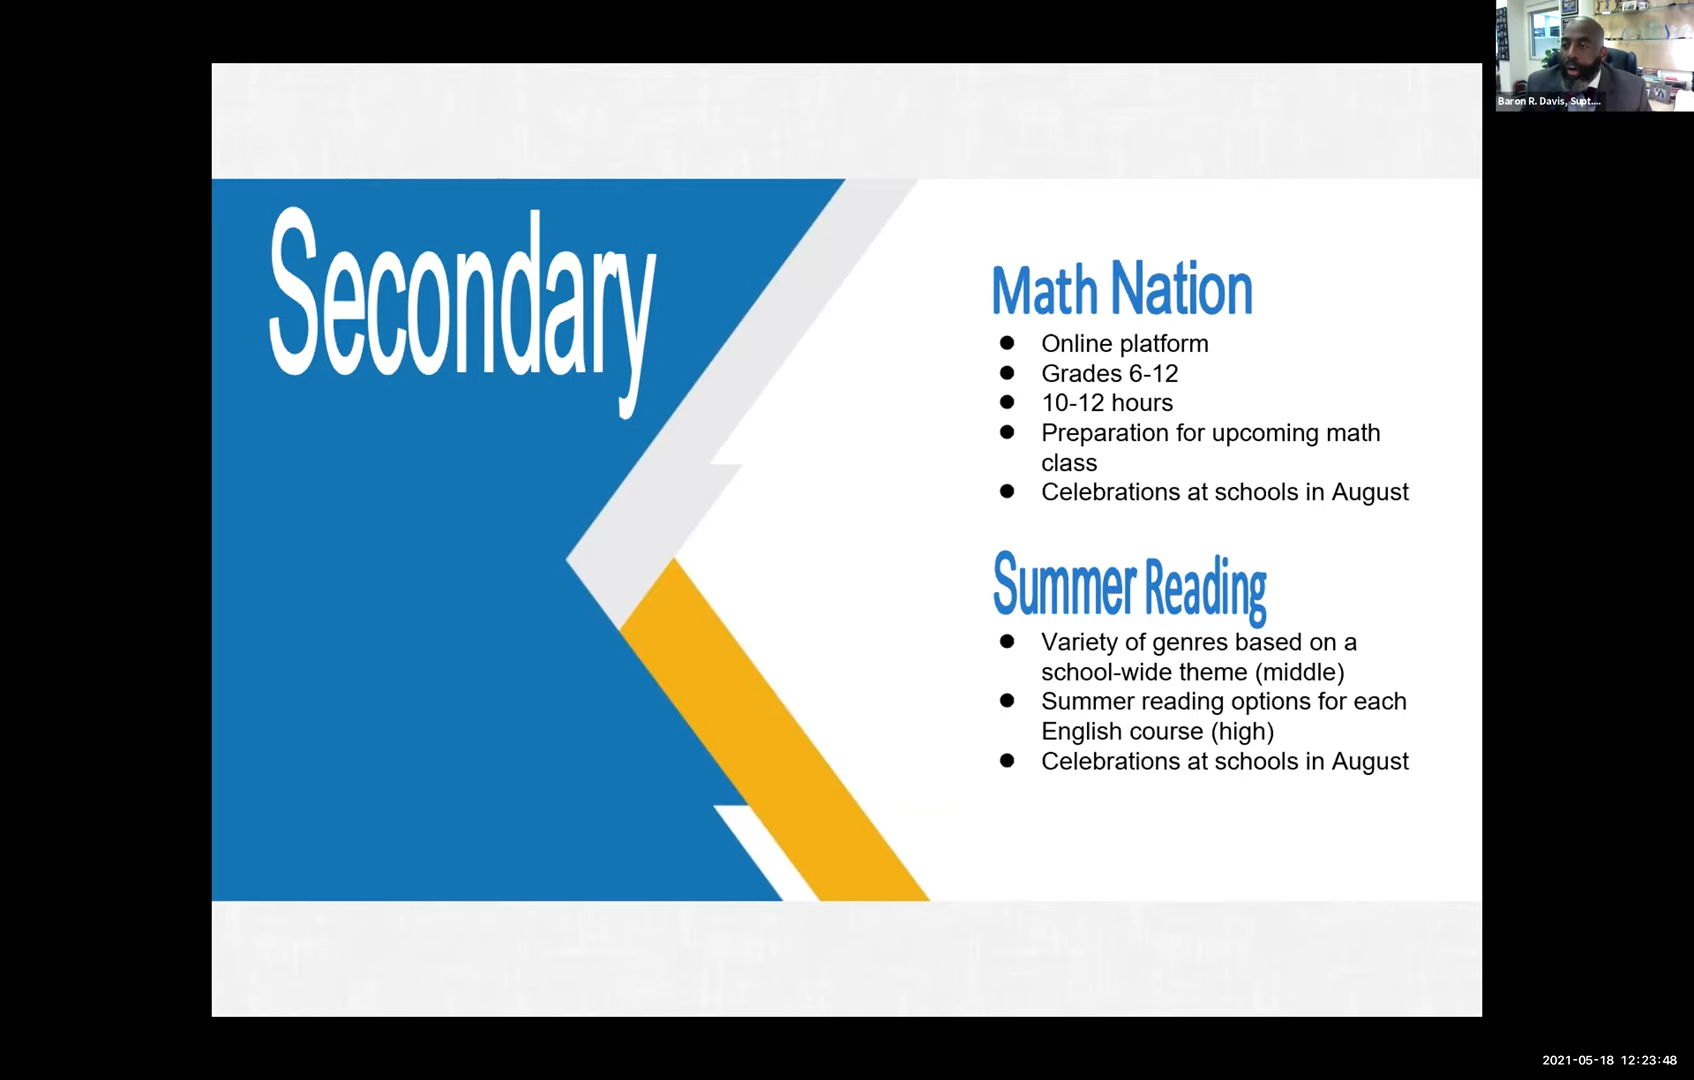 Baron R. Davis, Supt....
Secondary
Math Nation
● Online platform
● Grades 6-12
● 10-12 hours
● Preparation for upcoming math
class
● Celebrations at schools in August
Summer Reading
● Variety of genres based on a
school-wide theme (middle)
● Summer reading options for each
English course (high)
● Celebrations at schools in August
2021-05-18 12:23:48